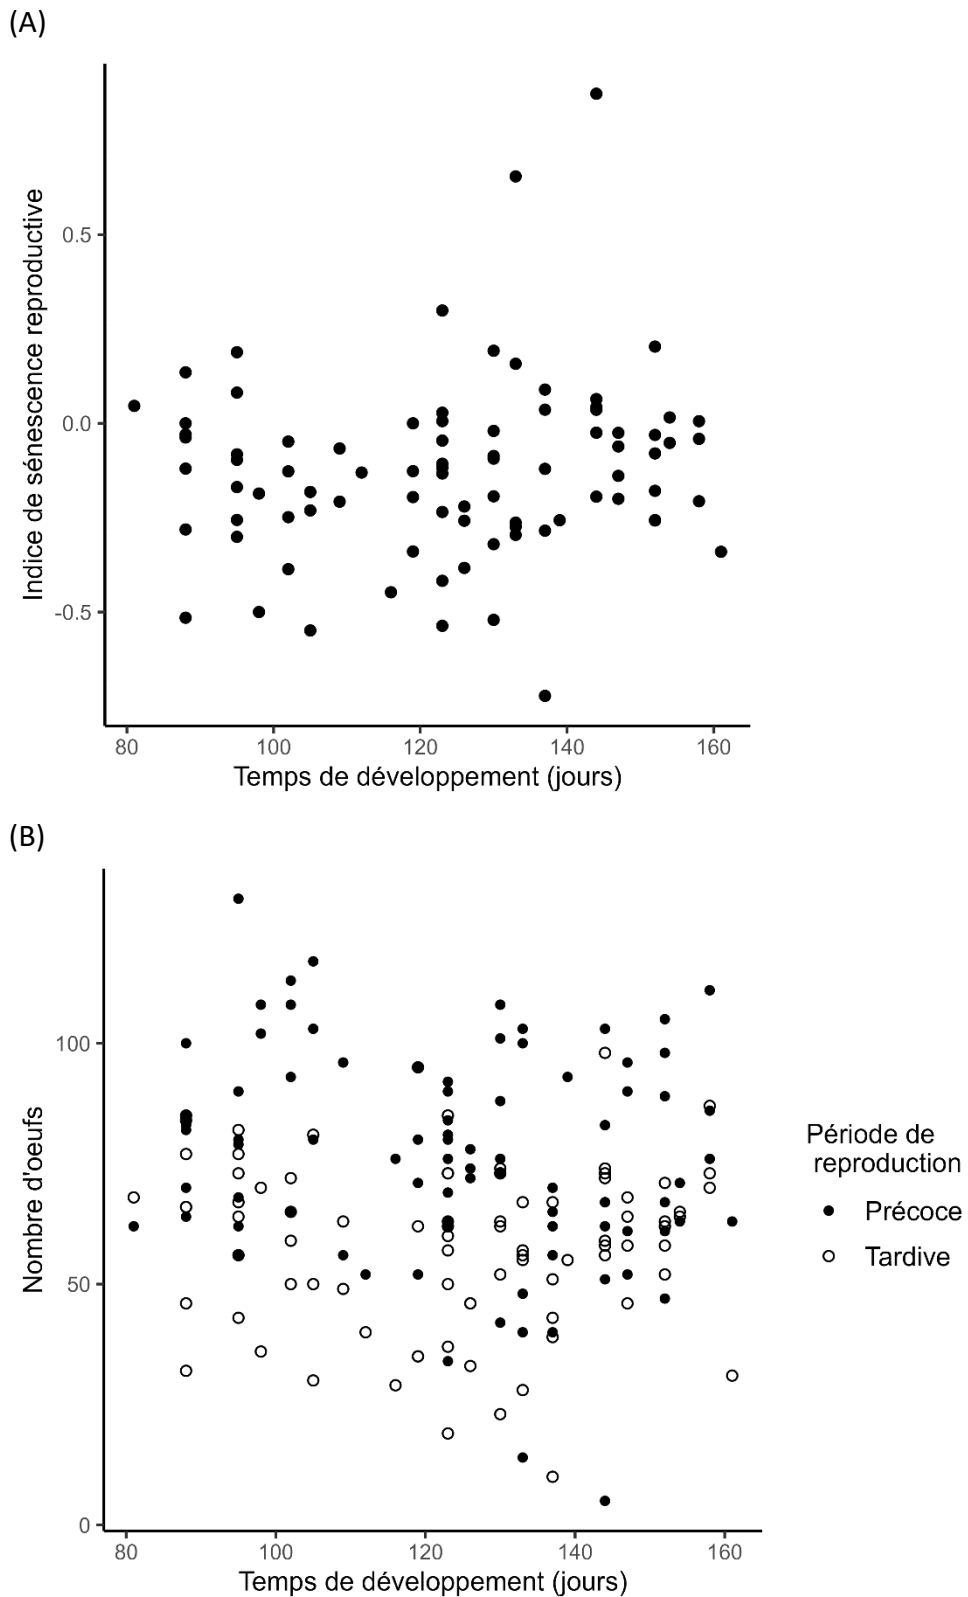 (A)
Indice de sénescence reproductive
0.5
0.0
-0.5
80 100 120 140 160
Temps de développement (jours)
(B)
Nombre d'oeufs
100
50
0
80 100 120 140 160
Temps de développement (jours)
Période de
reproduction
Précoce
Tardive